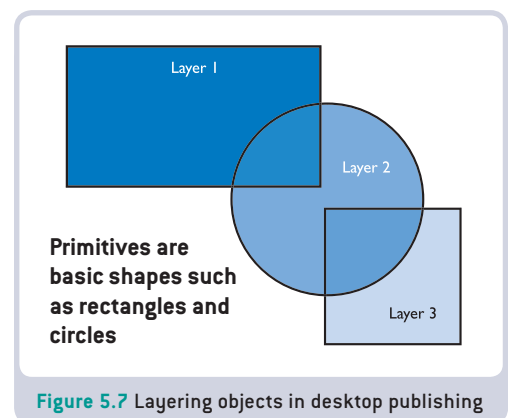 Layer 1
Layer 2
Primitives are
basic shapes such
as rectangles and
circles
Layer 3
Figure 5.7 Layering objects in desktop publishing